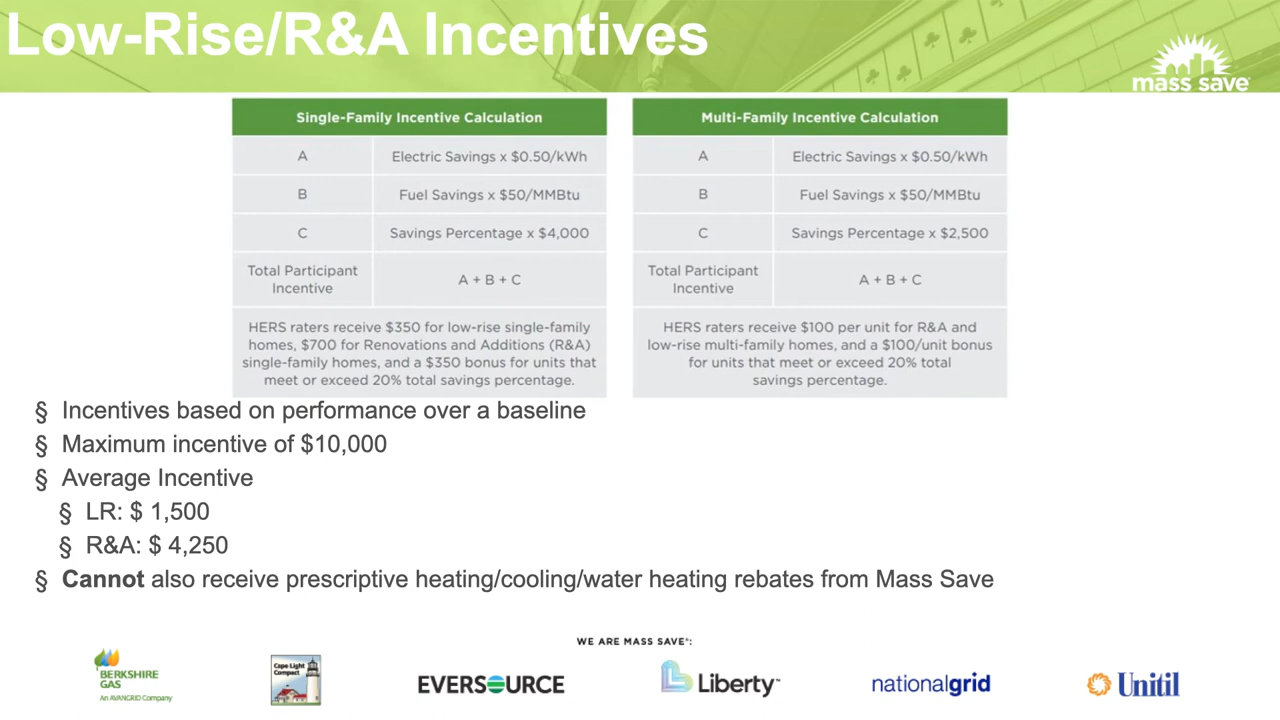 Low-Rise/R&A Incentives
mass save
Single-Family Incentive Calculation
A
Electric Savings x $0.50/kWh
B
Fuel Savings x $50/MMBtu
C
Savings Percentage x $4,000
Total Participant
Incentive
A + B + C
HERS raters receive $350 for low-rise single-family
homes, $700 for Renovations and Additions (R&A)
single-family homes, and a $350 bonus for units that
meet or exceed 20% total savings percentage.
Multi-Family Incentive Calculation
A
Electric Savings x $0.50/kWh
B
Fuel Savings x $50/MMBtu
C
Savings Percentage x $2,500
Total Participant
Incentive
A + B + C
HERS raters receive $100 per unit for R&A and
low-rise multi-family homes, and a $100/unit bonus
for units that meet or exceed 20% total
savings percentage.
§ Incentives based on performance over a baseline
§ Maximum incentive of $10,000
§ Average Incentive
§ LR: $ 1,500
§ R&A: $ 4,250
§ Cannot also receive prescriptive heating/cooling/water heating rebates from Mass Save
WE ARE MASS SAVE®:
BERKSHIRE
GAS
An AVANGRID Company
Cape Light
Compact
EVERSOURCE
Liberty™
nationalgrid
Unitil